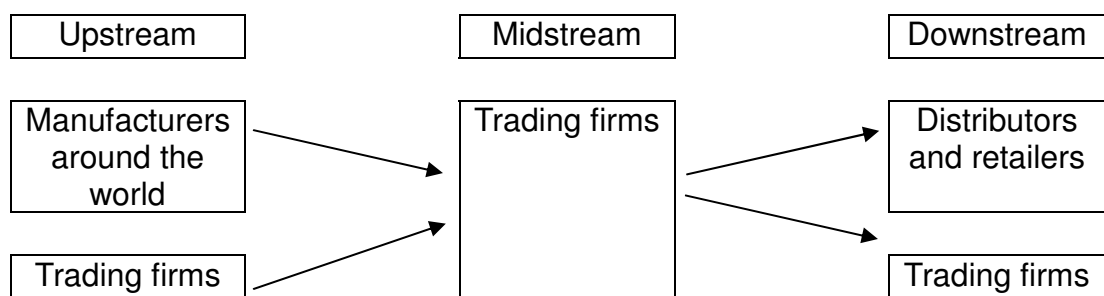 Upstream
Midstream
Downstream
Manufacturers
around the
world
Trading firms
Trading firms
Distributors
and retailers
Trading firms